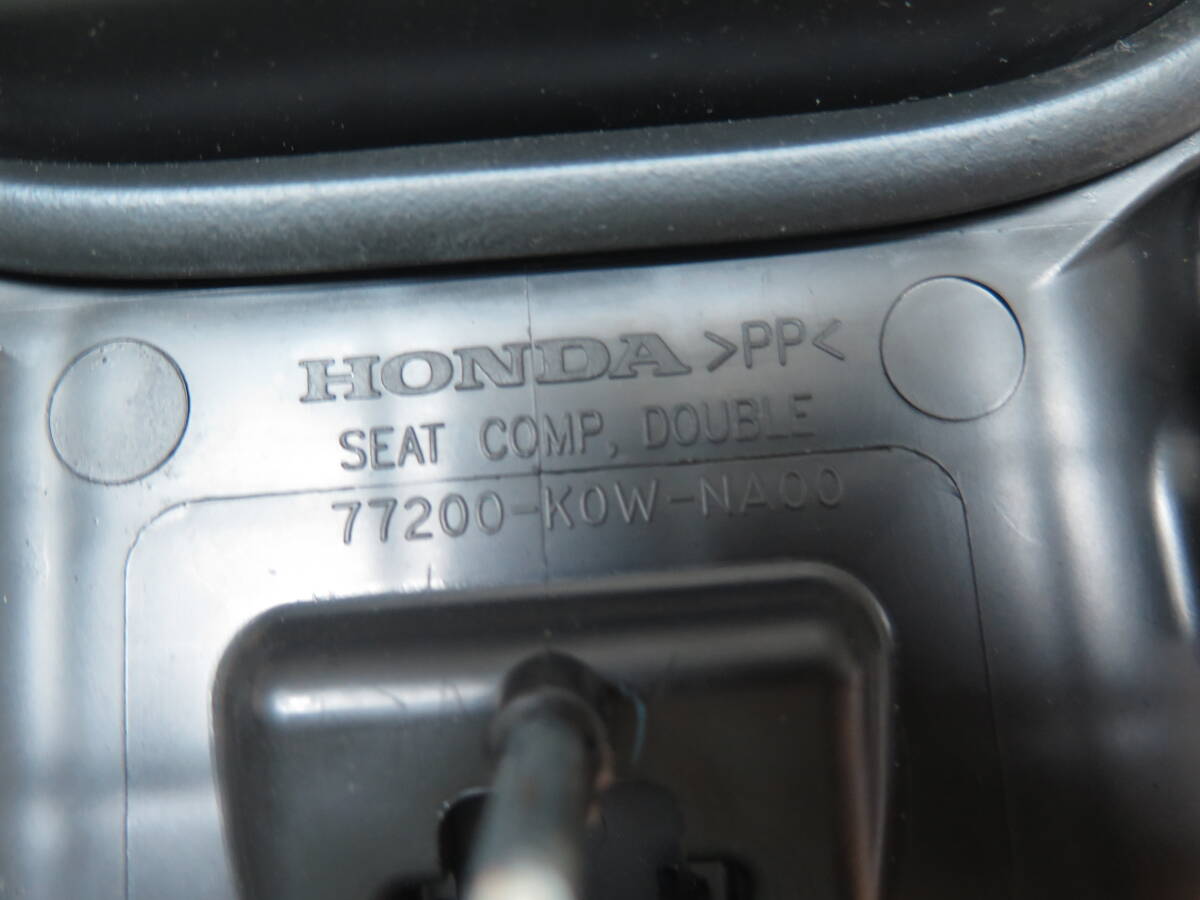 HONDA >PP<
SEAT COMP, DOUBLE
77200-K0W-NA00